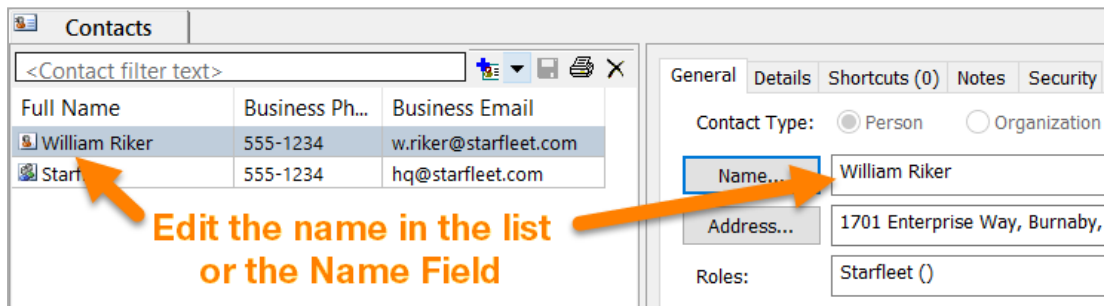 Contacts
<Contact filter text>
Full Name Business Ph... Business Email
William Riker 555-1234 w.riker@starfleet.com
Starf 555-1234 hq@starfleet.com
Edit the name in the list
or the Name Field
General Details Shortcuts (0) Notes Security
Contact Type: Person Organization
Name... William Riker
Address... 1701 Enterprise Way, Burnaby,
Roles: Starfleet ()